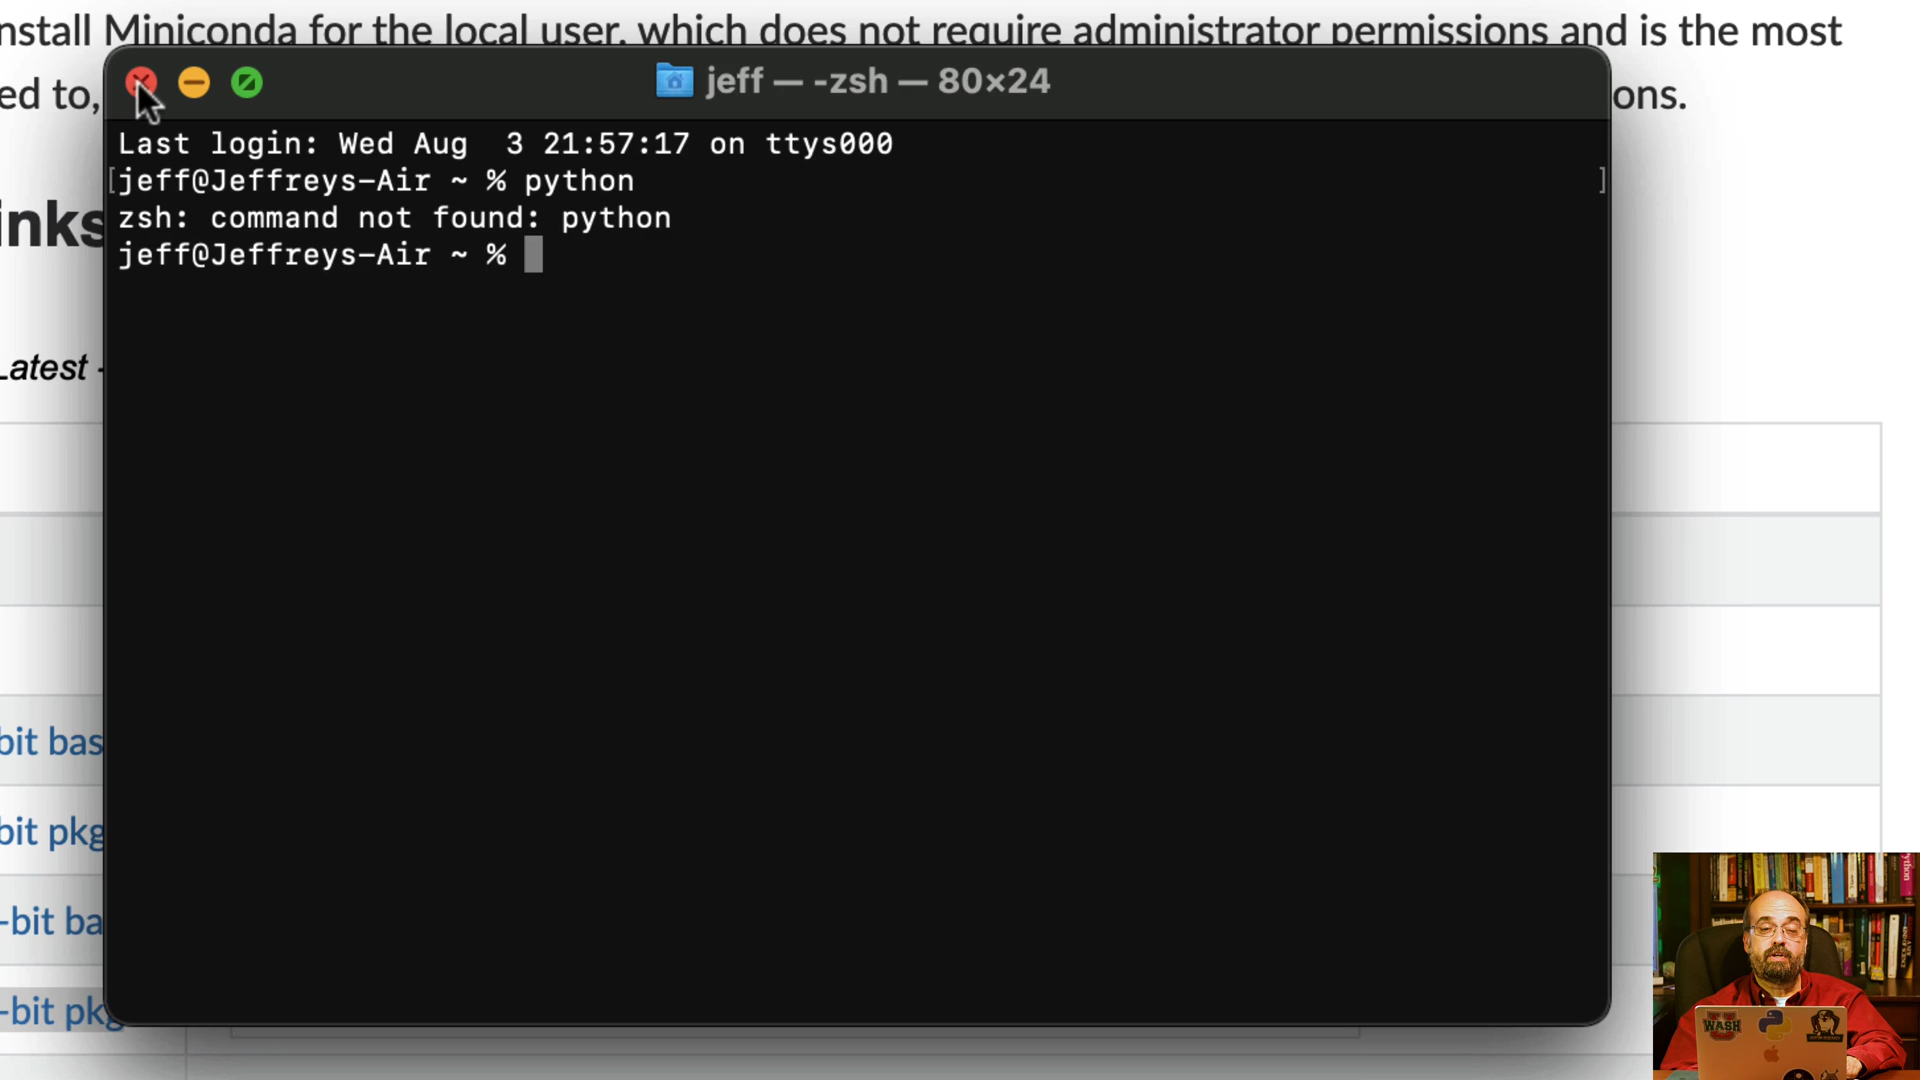 nstall Miniconda for the local user, which does not require administrator permissions and is the most
ed to,
ons.
jeff — -zsh — 80×24
Last login: Wed Aug  3 21:57:17 on ttys000
[jeff@Jeffreys-Air ~ % python ]
zsh: command not found: python
jeff@Jeffreys-Air ~ %
inks
Latest -
bit bas
bit pkg
-bit ba
-bit pkg
WASH